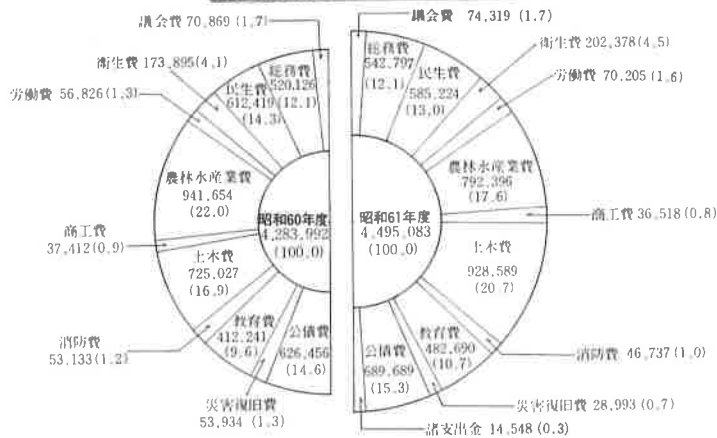 議会費 70,869 (1.7)
総務費
520,126
(12.1)
民生費
612,419
(14.3)
衛生費 173,895(4.1)
労働費 56,826(1.3)
農林水産業費
941,654
(22.0)
商工費
37,412(0.9)
土木費
725,027
(16.9)
消防費
53,133(1.2)
教育費
412,241
(9.6)
災害復旧費
53,934 (1.3)
公債費
626,456
(14.6)
昭和60年度
4,283,992
(100.0)
議会費 74,319 (1.7)
総務費
542,797
(12.1)
民生費
585,224
(13.0)
衛生費 202,378(4.5)
労働費 70,205(1.6)
農林水産業費
792,396
(17.6)
商工費 36,518(0.8)
土木費
928,589
(20.7)
消防費 46,737(1.0)
教育費
482,690
(10.7)
災害復旧費 28,993(0.7)
公債費
689,689
(15.3)
諸支出金 14,548(0.3)
昭和61年度
4,495,083
(100.0)